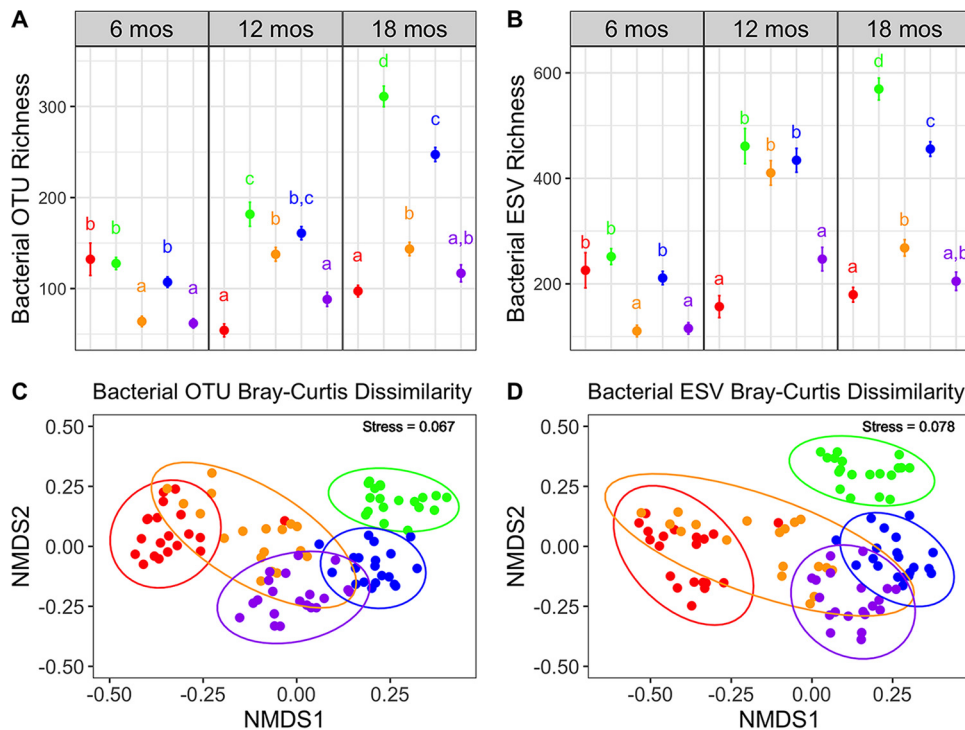 A
6 mos 12 mos 18 mos
Bacterial OTU Richness
300
200
100
b b a b a
a c b b,c a
a d b c a,b
B
6 mos 12 mos 18 mos
Bacterial ESV Richness
600
400
200
b b a b a
a b b b a
a d b c a,b
C Bacterial OTU Bray-Curtis Dissimilarity
Stress = 0.067
NMDS2
0.50
0.25
0.00
-0.25
-0.50
-0.50 -0.25 0.00 0.25
NMDS1
D Bacterial ESV Bray-Curtis Dissimilarity
Stress = 0.078
NMDS2
0.50
0.25
0.00
-0.25
-0.50
-0.50 -0.25 0.00 0.25
NMDS1